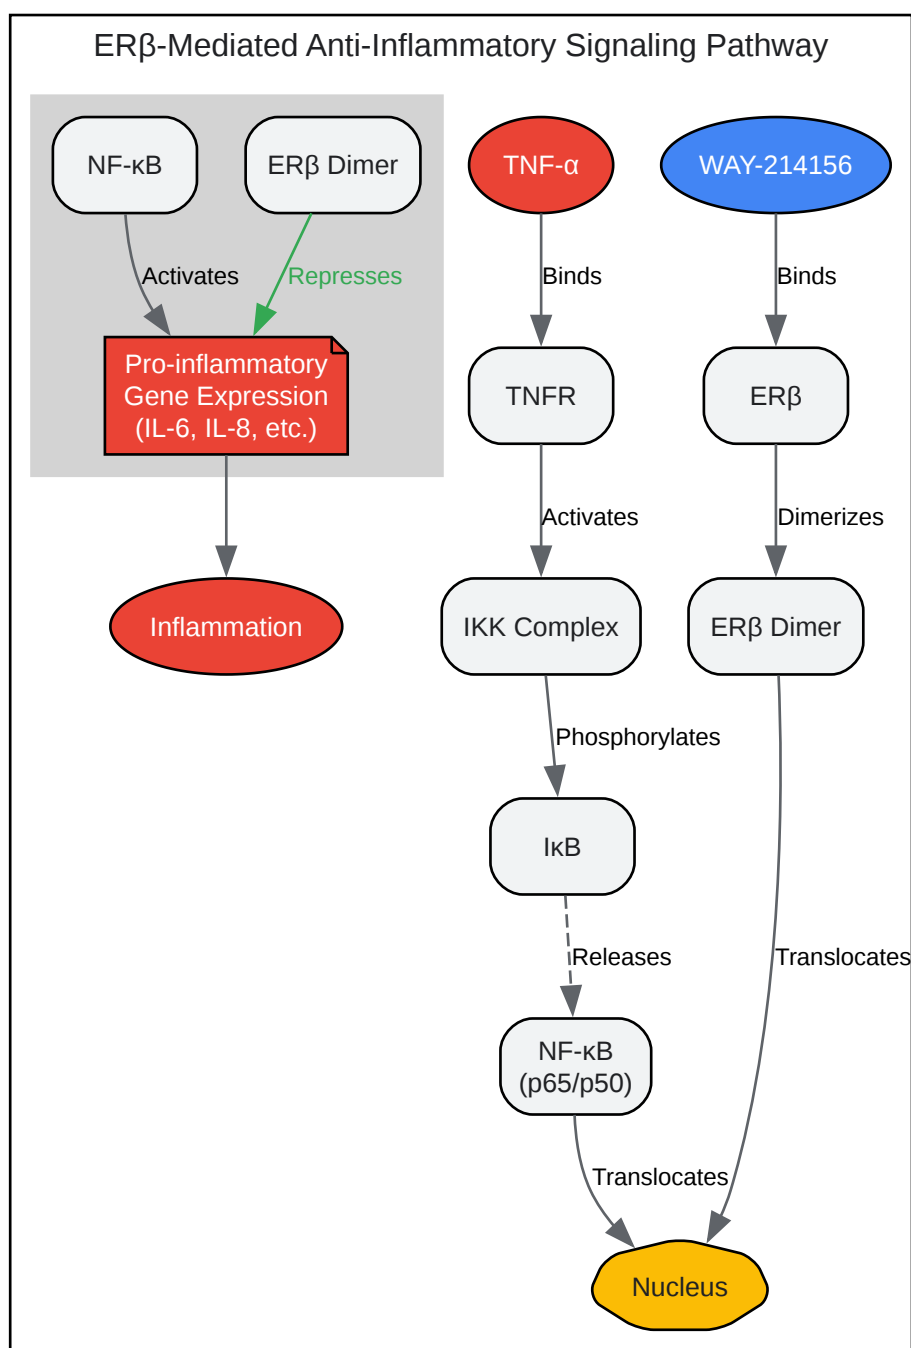 ERβ-Mediated Anti-Inflammatory Signaling Pathway
NF-κB
ERβ Dimer
TNF-α
WAY-214156
Activates
Represses
Binds
Binds
Pro-inflammatory
Gene Expression
(IL-6, IL-8, etc.)
TNFR
ERβ
Activates
Dimerizes
Inflammation
IKK Complex
ERβ Dimer
Phosphorylates
IκB
Releases
Translocates
NF-κB
(p65/p50)
Translocates
Nucleus